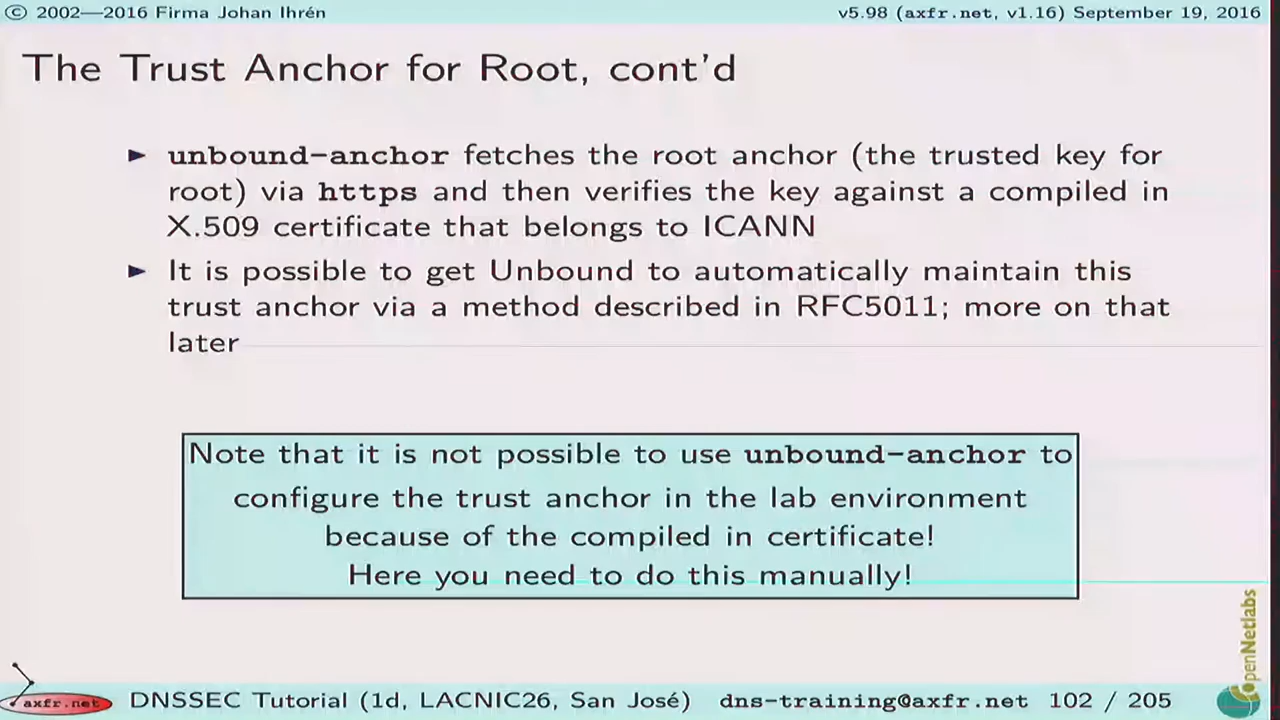 © 2002—2016 Firma Johan Ihrén
v5.98 (axfr.net, v1.16) September 19, 2016
The Trust Anchor for Root, cont'd
► unbound-anchor fetches the root anchor (the trusted key for
root) via https and then verifies the key against a compiled in
X.509 certificate that belongs to ICANN
► It is possible to get Unbound to automatically maintain this
trust anchor via a method described in RFC5011; more on that
later
Note that it is not possible to use unbound-anchor to
configure the trust anchor in the lab environment
because of the compiled in certificate!
Here you need to do this manually!
OpenNetlabs
axfr.net
DNSSEC Tutorial (1d, LACNIC26, San José)
dns-training@axfr.net
102 / 205